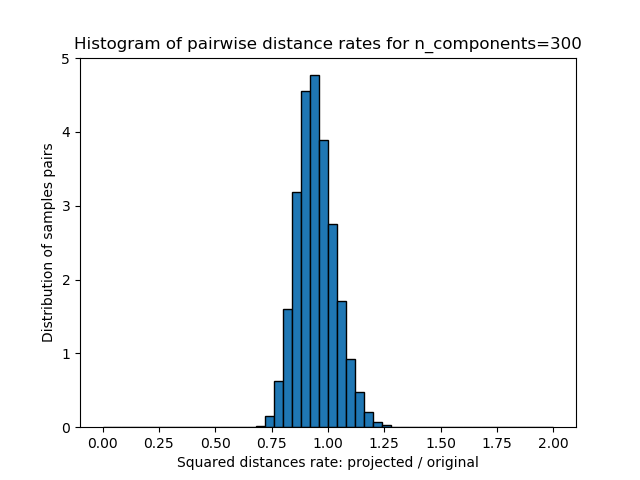 Histogram of pairwise distance rates for n_components=300
5
4
3
2
1
0
Distribution of samples pairs
0.00 0.25 0.50 0.75 1.00 1.25 1.50 1.75 2.00
Squared distances rate: projected / original